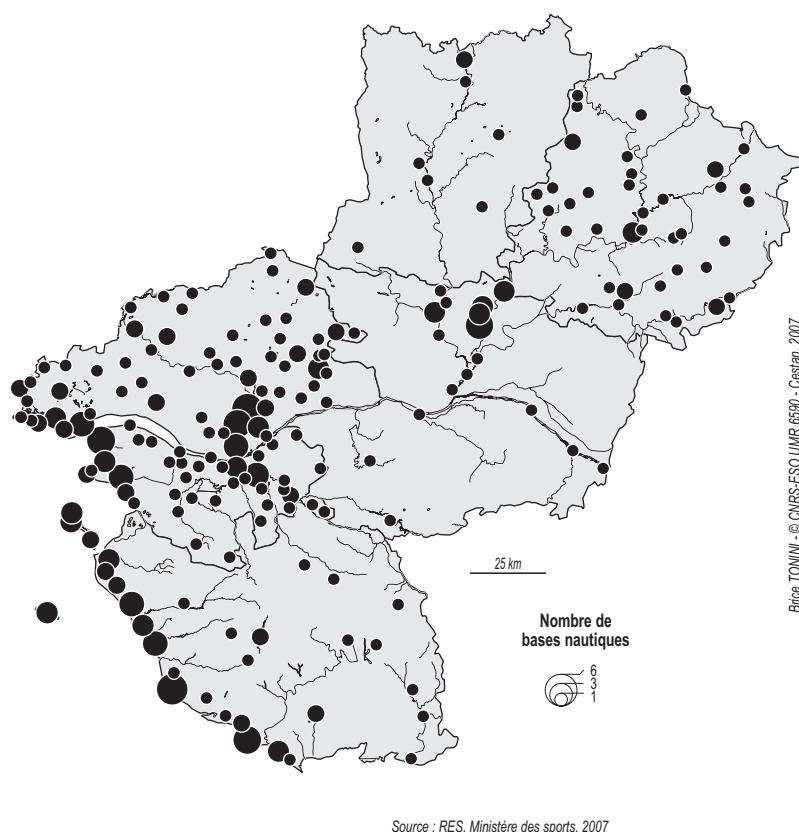 25 km
Nombre de
bases nautiques
6
3
1
Brice TONINI - © CNRS-ESO UMR 6590 - Cestan, 2007
Source : RES, Ministère des sports, 2007